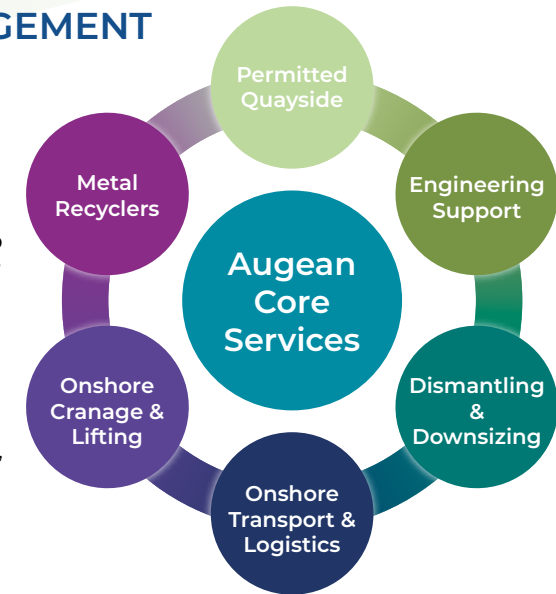 GEMENT
Permitted
Quayside
Engineering
Support
Dismantling
&
Downsizing
Onshore
Transport &
Logistics
Onshore
Cranage &
Lifting
Metal
Recyclers
Augean
Core
Services